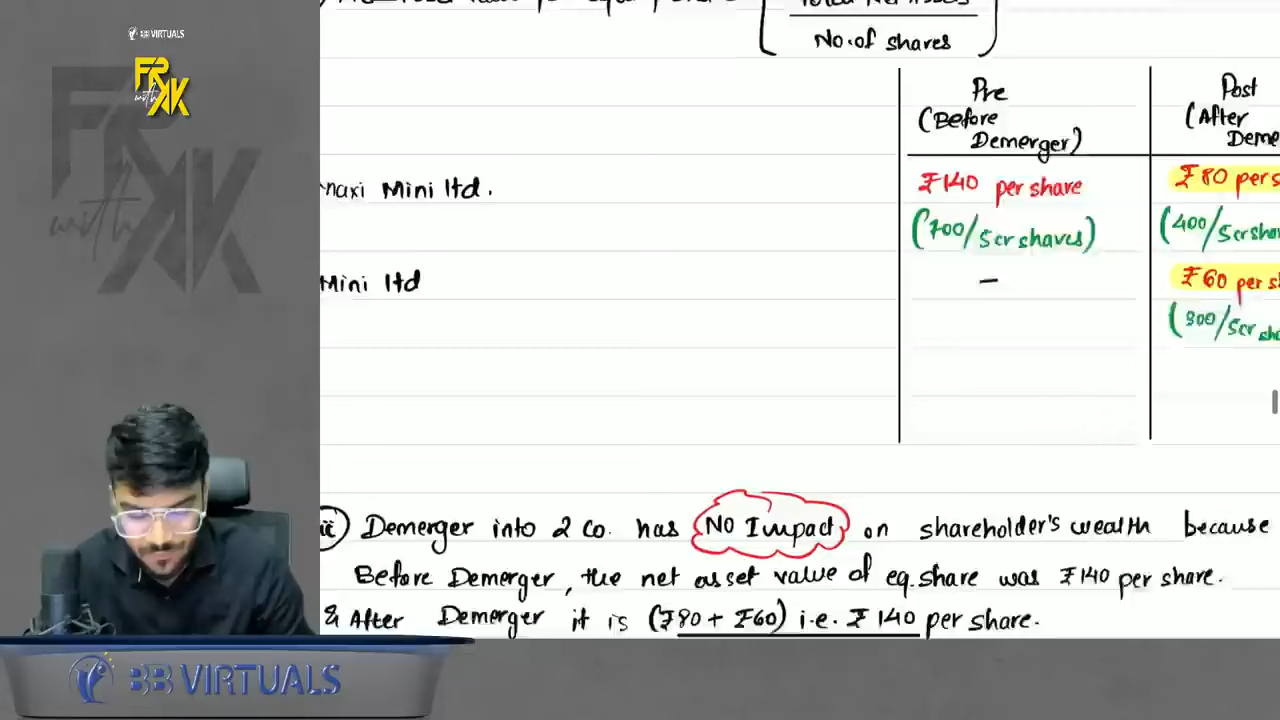 BB VIRTUALS
FR
with
AK
No. of shares
Pre
(Before
Demerger)
Post
(After
Deme
maxi Mini ltd.
₹140 per share
₹80 per s
(700/5cr shares)
(400/5crsha
Mini ltd
–
₹60 per s
(300/5cr sh
ii) Demerger into 2 Co. has No Impact on shareholder's wealth because
Before Demerger, the net asset value of eq. share was ₹140 per share.
& After Demerger it is (₹80 + ₹60) i.e. ₹140 per share.
BB VIRTUALS